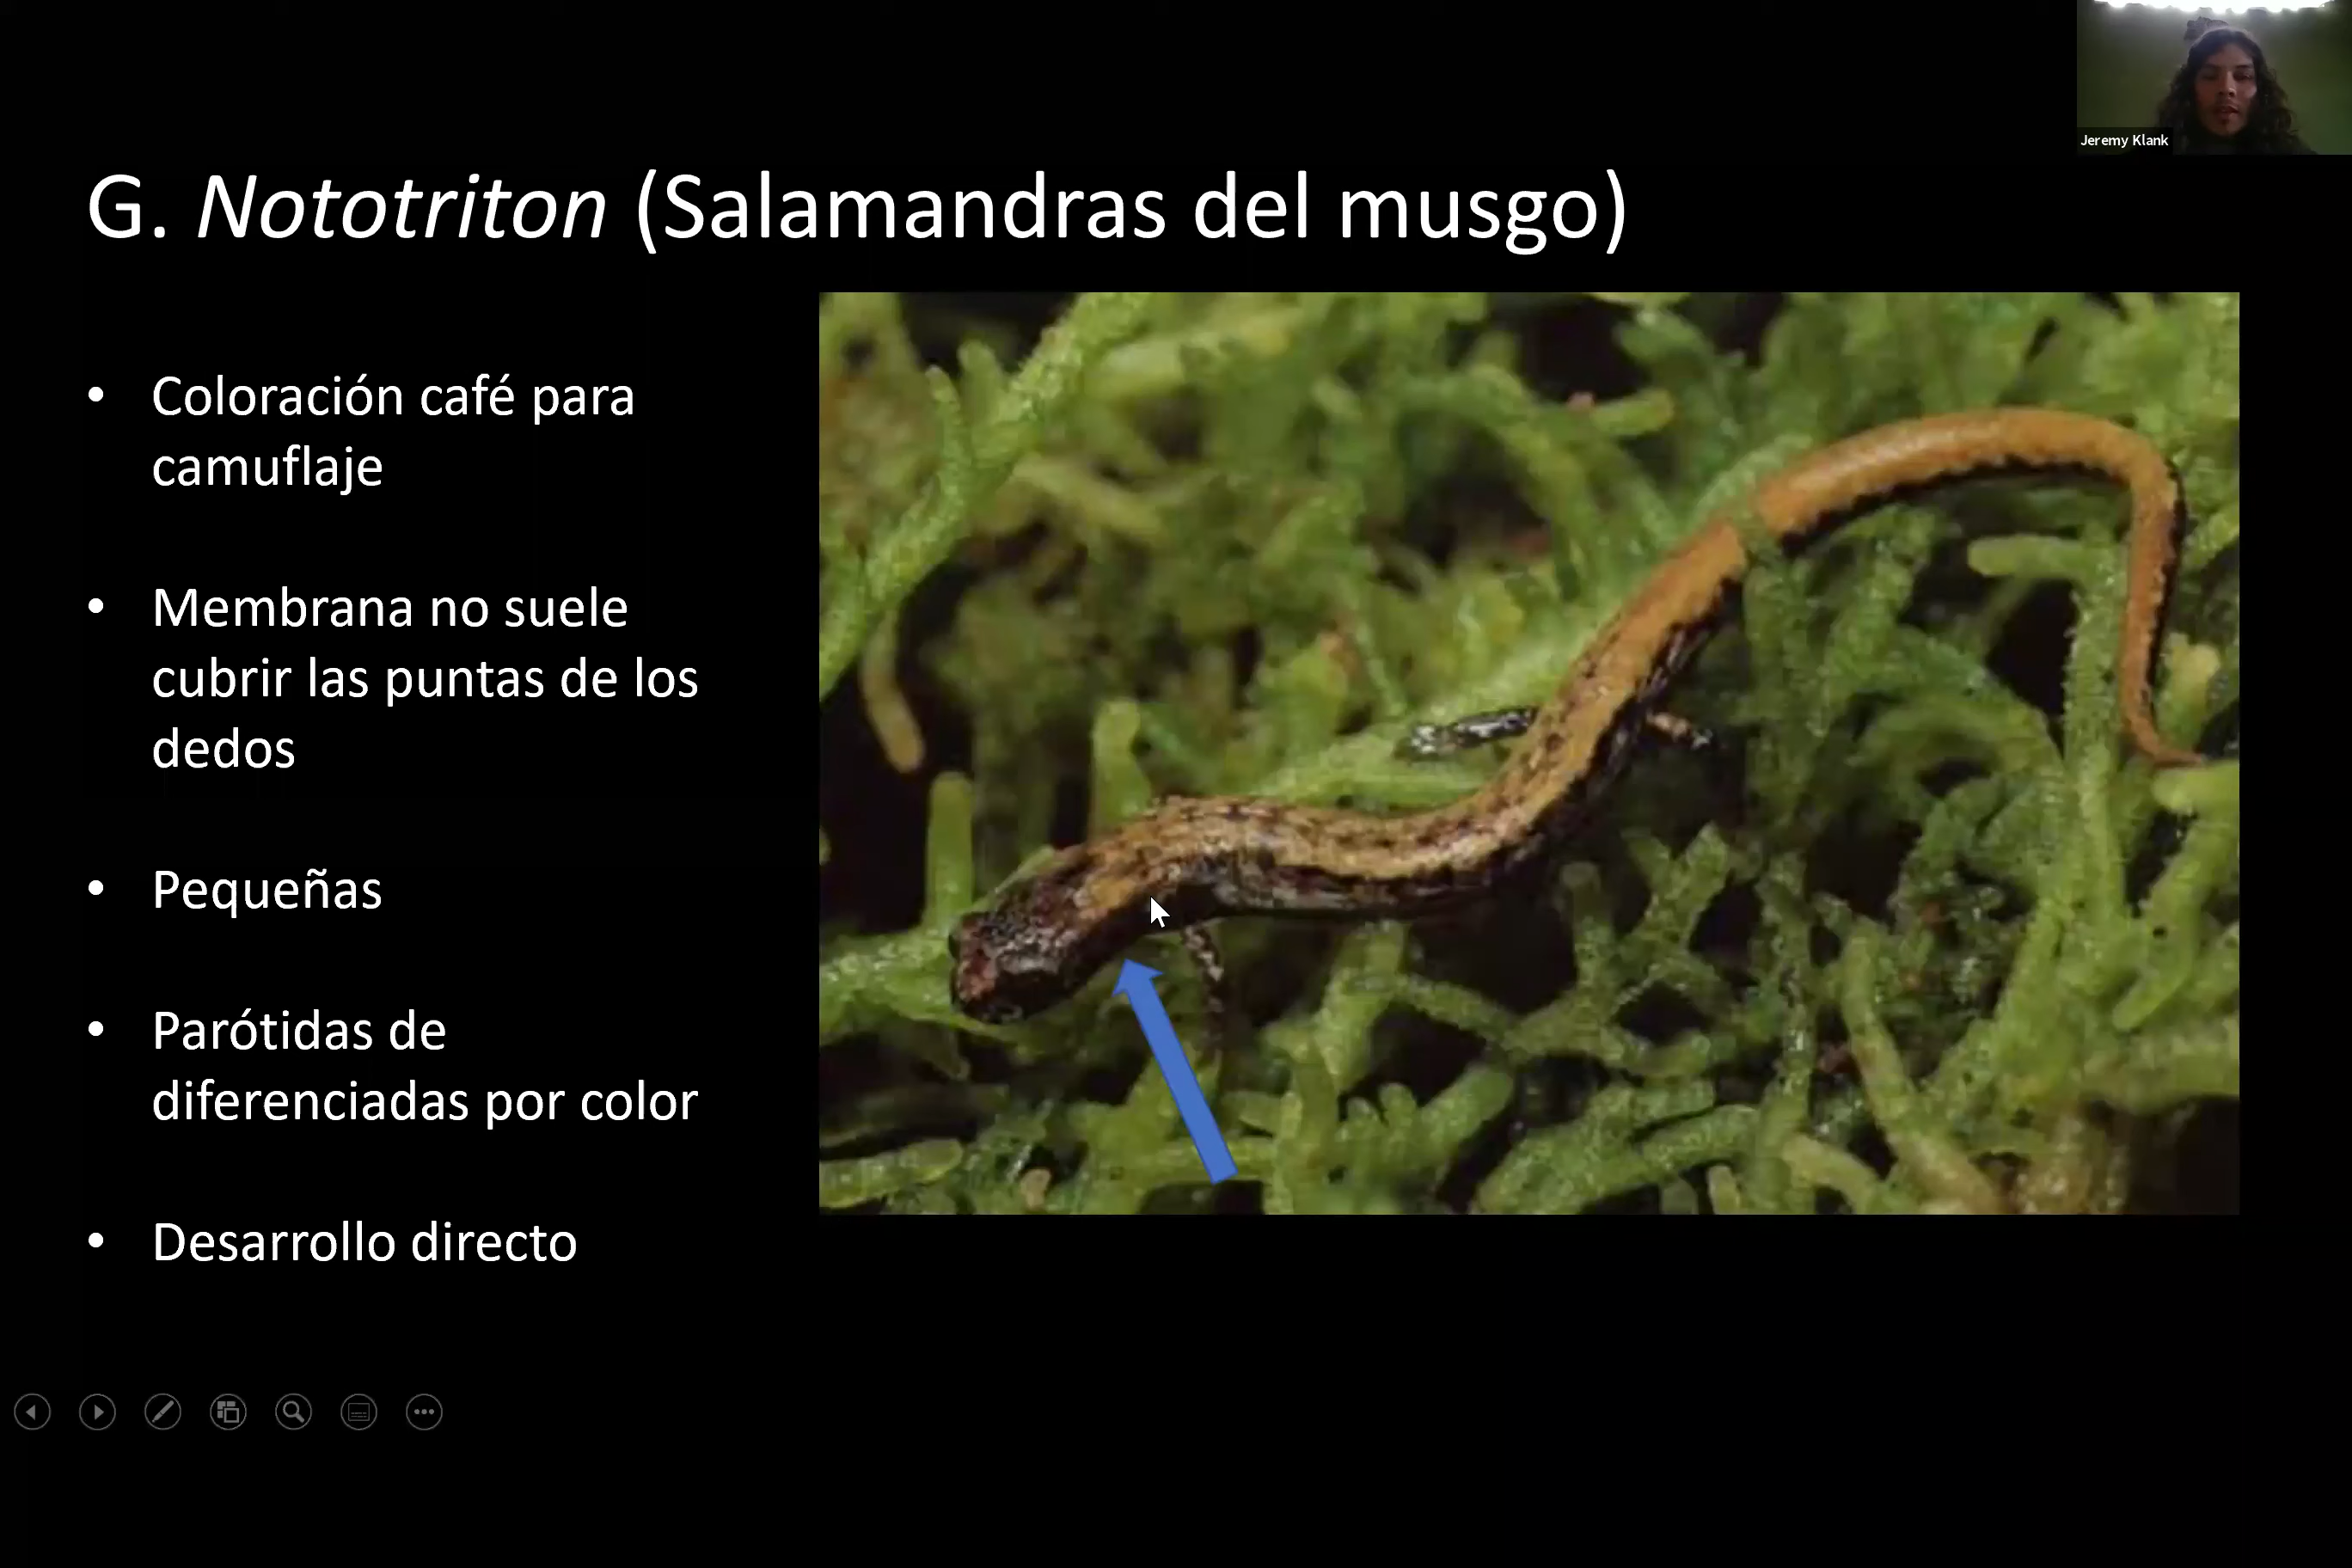 Jeremy Klank
G. Nototriton (Salamandras del musgo)
• Coloración café para
camuflaje
• Membrana no suele
cubrir las puntas de los
dedos
• Pequeñas
• Parótidas de
diferenciadas por color
• Desarrollo directo